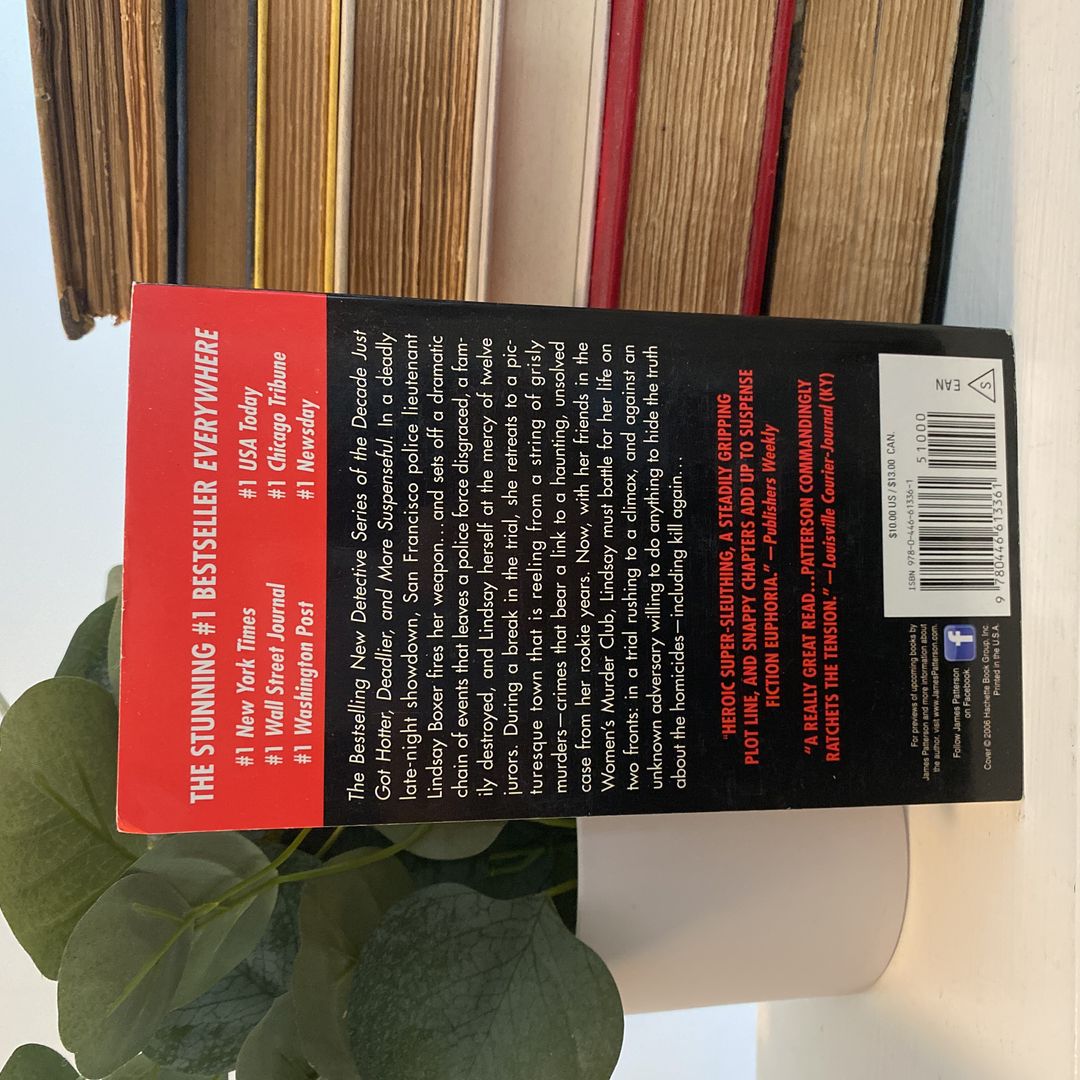 THE STUNNING #1 BESTSELLER EVERYWHERE
#1 New York Times
#1 USA Today
#1 Wall Street Journal
#1 Chicago Tribune
#1 Washington Post
#1 Newsday
The Bestselling New Detective Series of the Decade Just
Got Hotter, Deadlier, and More Suspenseful. In a deadly
late-night showdown, San Francisco police lieutenant
Lindsay Boxer fires her weapon...and sets off a dramatic
chain of events that leaves a police force disgraced, a fam-
ily destroyed, and Lindsay herself at the mercy of twelve
jurors. During a break in the trial, she retreats to a pic-
turesque town that is reeling from a string of grisly
murders—crimes that bear a link to a haunting, unsolved
case from her rookie years. Now, with her friends in the
Women's Murder Club, Lindsay must battle for her life on
two fronts: in a trial rushing to a climax, and against an
unknown adversary willing to do anything to hide the truth
about the homicides—including kill again...
"HEROIC SUPER-SLEUTHING, A STEADILY GRIPPING
PLOT LINE, AND SNAPPY CHAPTERS ADD UP TO SUSPENSE
FICTION EUPHORIA." —Publishers Weekly
"A REALLY GREAT READ...PATTERSON COMMANDINGLY
RATCHETS THE TENSION." —Louisville Courier-Journal (KY)
For previews of upcoming books by
James Patterson and more information about
the author, visit www.JamesPatterson.com.
Follow James Patterson
on Facebook.
f
Cover © 2006 Hachette Book Group, Inc.
Printed in the U.S.A.
$10.00 US / $13.00 CAN.
ISBN 978-0-446-61336-1
51000
9 780446 613361
S
EAN